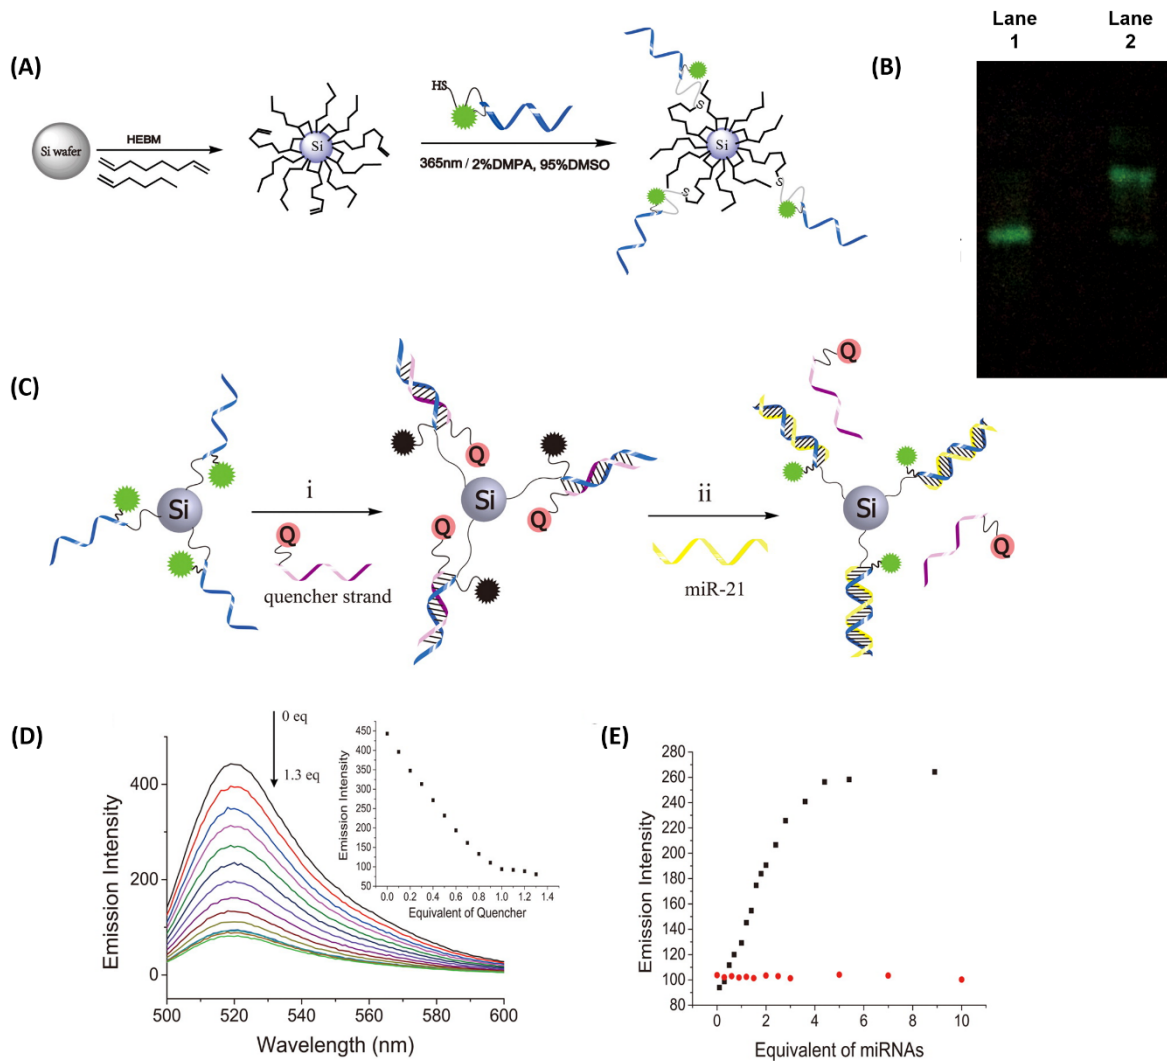 (A)
Si wafer
HEBM
Si
HS
365nm / 2%DMPA, 95%DMSO
S
Si
S
S
Lane
1
Lane
2
(B)
(C)
Si
i
Q
quencher strand
Q
Si
Q
Q
ii
miR-21
Q
Si
Q
(D)
0 eq
1.3 eq
Emission Intensity
400
200
0
500
520
540
560
580
600
Wavelength (nm)
Emission Intensity
450
400
350
300
250
200
150
100
50
0.0
0.2
0.4
0.6
0.8
1.0
1.2
1.4
Equivalent of Quencher
(E)
Emission Intensity
280
260
240
220
200
180
160
140
120
100
80
0
2
4
6
8
10
Equivalent of miRNAs